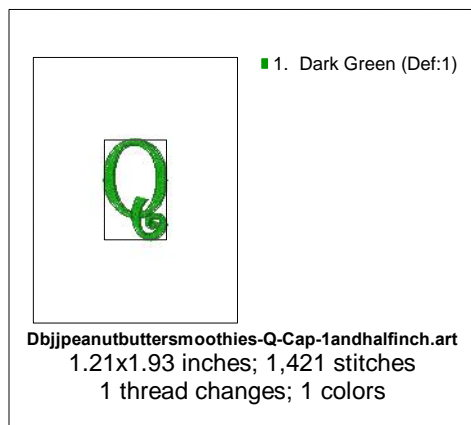 1. Dark Green (Def:1)
Q
Dbjjpeanutbuttersmoothies-Q-Cap-1andhalfinch.art
1.21x1.93 inches; 1,421 stitches
1 thread changes; 1 colors